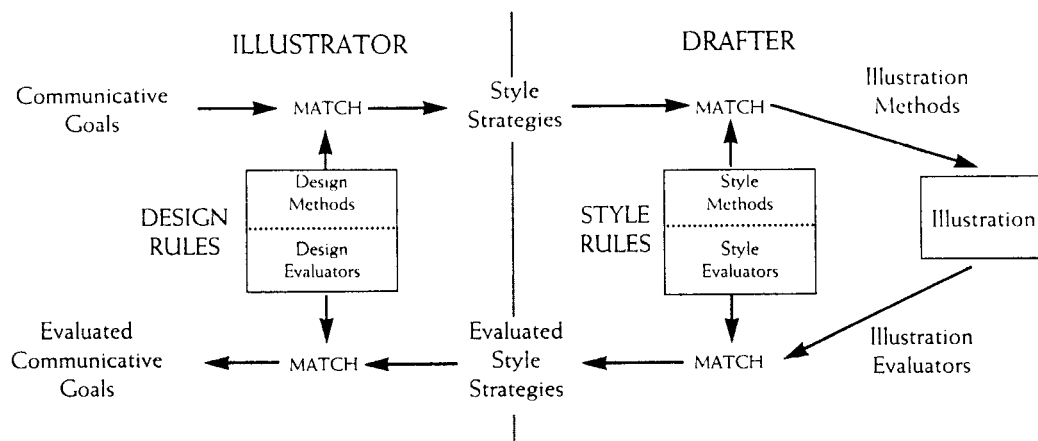 ILLUSTRATOR
DRAFTER
Communicative
Goals
MATCH
Style
Strategies
MATCH
Illustration
Methods
DESIGN
RULES
Design
Methods
Design
Evaluators
STYLE
RULES
Style
Methods
Style
Evaluators
Illustration
Evaluated
Communicative
Goals
MATCH
Evaluated
Style
Strategies
MATCH
Illustration
Evaluators